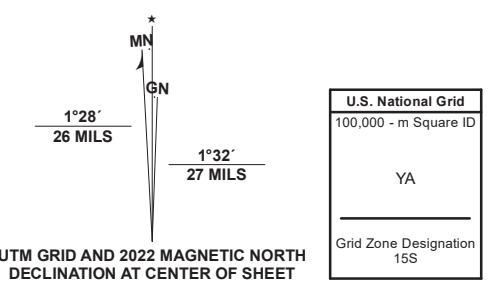 MN
GN
1°28´
26 MILS
1°32´
27 MILS
UTM GRID AND 2022 MAGNETIC NORTH
DECLINATION AT CENTER OF SHEET
U.S. National Grid
100,000 - m Square ID
YA
Grid Zone Designation
15S